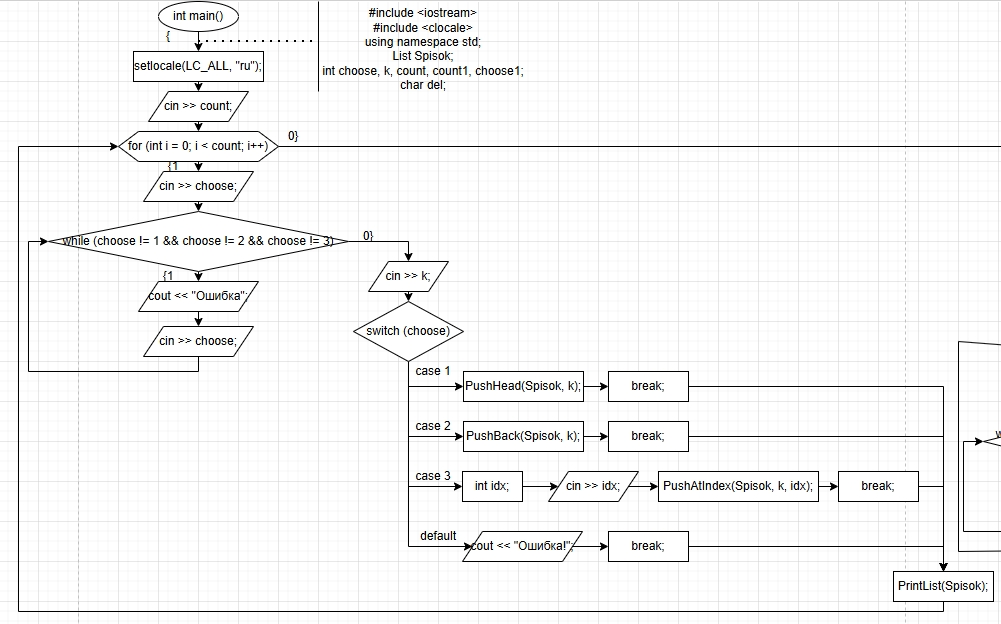 int main()
{
#include <iostream>
#include <clocale>
using namespace std;
List Spisok;
int choose, k, count, count1, choose1;
char del;
setlocale(LC_ALL, "ru");
cin >> count;
for (int i = 0; i < count; i++)
0}
{1
cin >> choose;
while (choose != 1 && choose != 2 && choose != 3)
0}
{1
cout << "Ошибка";
cin >> choose;
cin >> k;
switch (choose)
case 1
PushHead(Spisok, k);
break;
case 2
PushBack(Spisok, k);
break;
case 3
int idx;
cin >> idx;
PushAtIndex(Spisok, k, idx);
break;
default
cout << "Ошибка!";
break;
PrintList(Spisok);